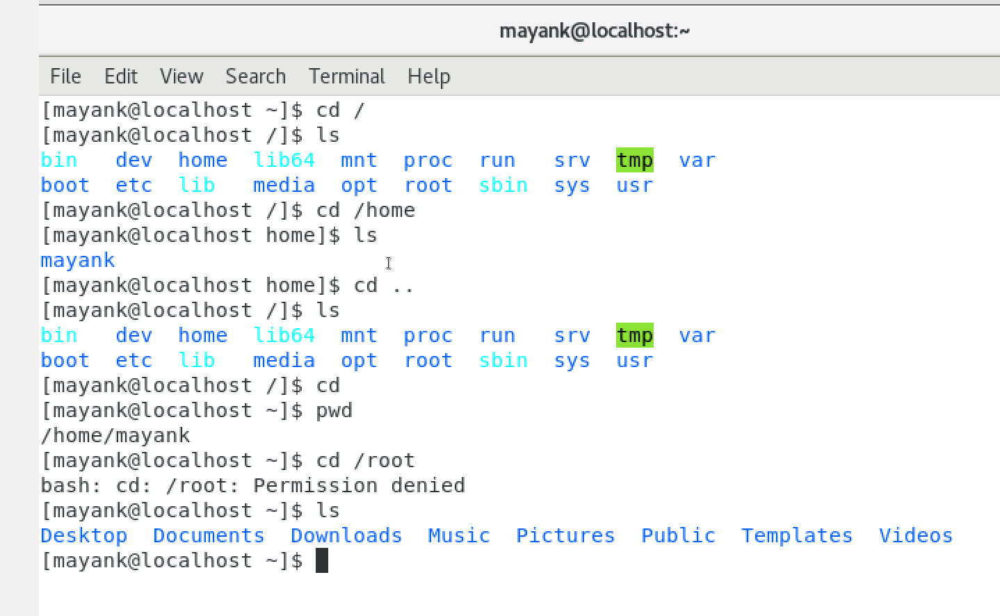 mayank@localhost:~
File Edit View Search Terminal Help
[mayank@localhost ~]$ cd /
[mayank@localhost /]$ ls
bin   dev  home  lib64  mnt  proc  run   srv  tmp  var
boot  etc  lib   media  opt  root  sbin  sys  usr
[mayank@localhost /]$ cd /home
[mayank@localhost home]$ ls
mayank
[mayank@localhost home]$ cd ..
[mayank@localhost /]$ ls
bin   dev  home  lib64  mnt  proc  run   srv  tmp  var
boot  etc  lib   media  opt  root  sbin  sys  usr
[mayank@localhost /]$ cd
[mayank@localhost ~]$ pwd
/home/mayank
[mayank@localhost ~]$ cd /root
bash: cd: /root: Permission denied
[mayank@localhost ~]$ ls
Desktop  Documents  Downloads  Music  Pictures  Public  Templates  Videos
[mayank@localhost ~]$